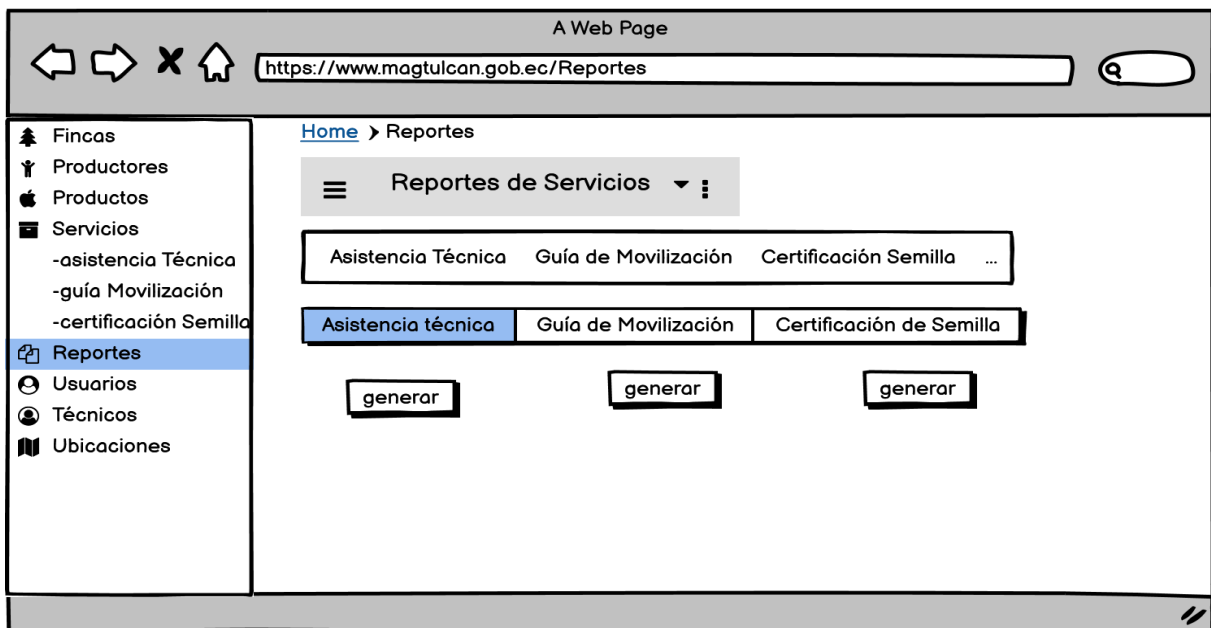 A Web Page
https://www.magtulcan.gob.ec/Reportes
Fincas
Productores
Productos
Servicios
-asistencia Técnica
-guía Movilización
-certificación Semilla
Reportes
Usuarios
Técnicos
Ubicaciones
Home Reportes
Reportes de Servicios
Asistencia Técnica Guía de Movilización Certificación Semilla ...
Asistencia técnica Guía de Movilización Certificación de Semilla
generar generar generar